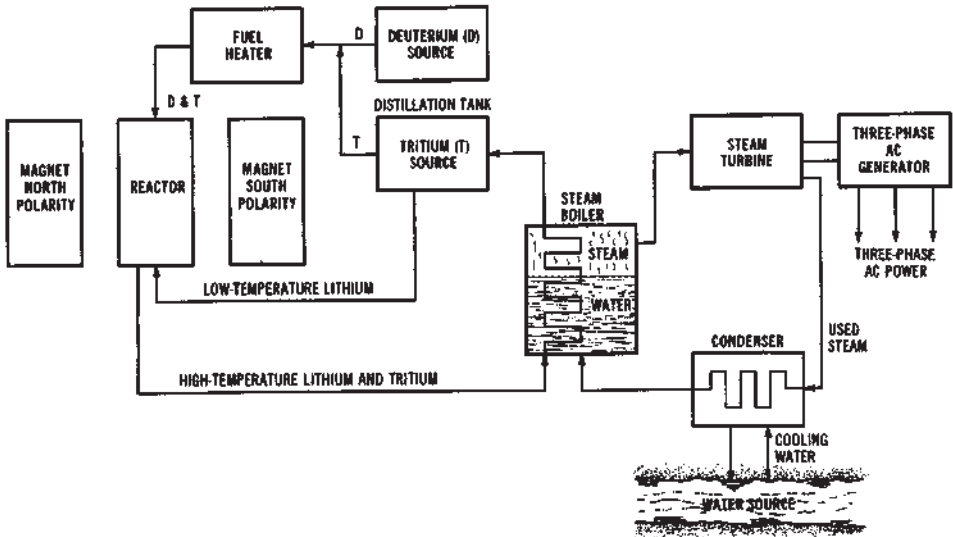 FUEL
HEATER
D
DEUTERIUM (D)
SOURCE
D & T
DISTILLATION TANK
MAGNET
NORTH
POLARITY
REACTOR
MAGNET
SOUTH
POLARITY
T
TRITIUM (T)
SOURCE
STEAM
TURBINE
THREE-PHASE
AC
GENERATOR
STEAM
BOILER
STEAM
WATER
THREE-PHASE
AC POWER
LOW-TEMPERATURE LITHIUM
USED
STEAM
CONDENSER
HIGH-TEMPERATURE LITHIUM AND TRITIUM
COOLING
WATER
WATER SOURCE